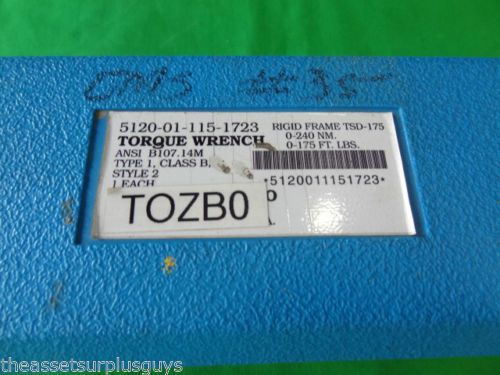 5120-01-115-1723
TORQUE WRENCH
ANSI B107.14M
TYPE 1, CLASS B,
STYLE 2
1 EACH
RIGID FRAME TSD-175
0-240 NM.
0-175 FT. LBS.
*5120011151723*
TOZB0
theassetsurplusguys